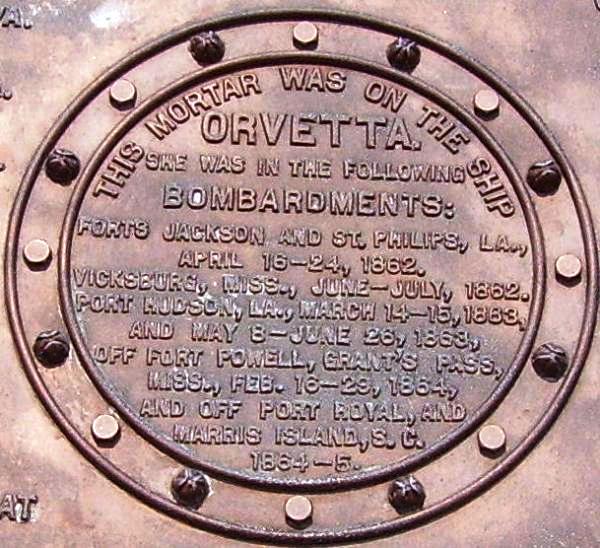 VA.
THIS MORTAR WAS ON THE SHIP
ORVETTA.
SHE WAS IN THE FOLLOWING
BOMBARDMENTS:
FORTS JACKSON AND ST. PHILIPS, LA.,
APRIL 16-24, 1862.
VICKSBURG, MISS., JUNE-JULY, 1862.
PORT HUDSON, LA., MARCH 14-15, 1863,
AND MAY 8-JUNE 26, 1863,
OFF FORT POWELL, GRANT'S PASS,
MISS., FEB. 16-29, 1864,
AND OFF PORT ROYAL, AND
MARRIS ISLAND, S. C.
1864-5.
AT